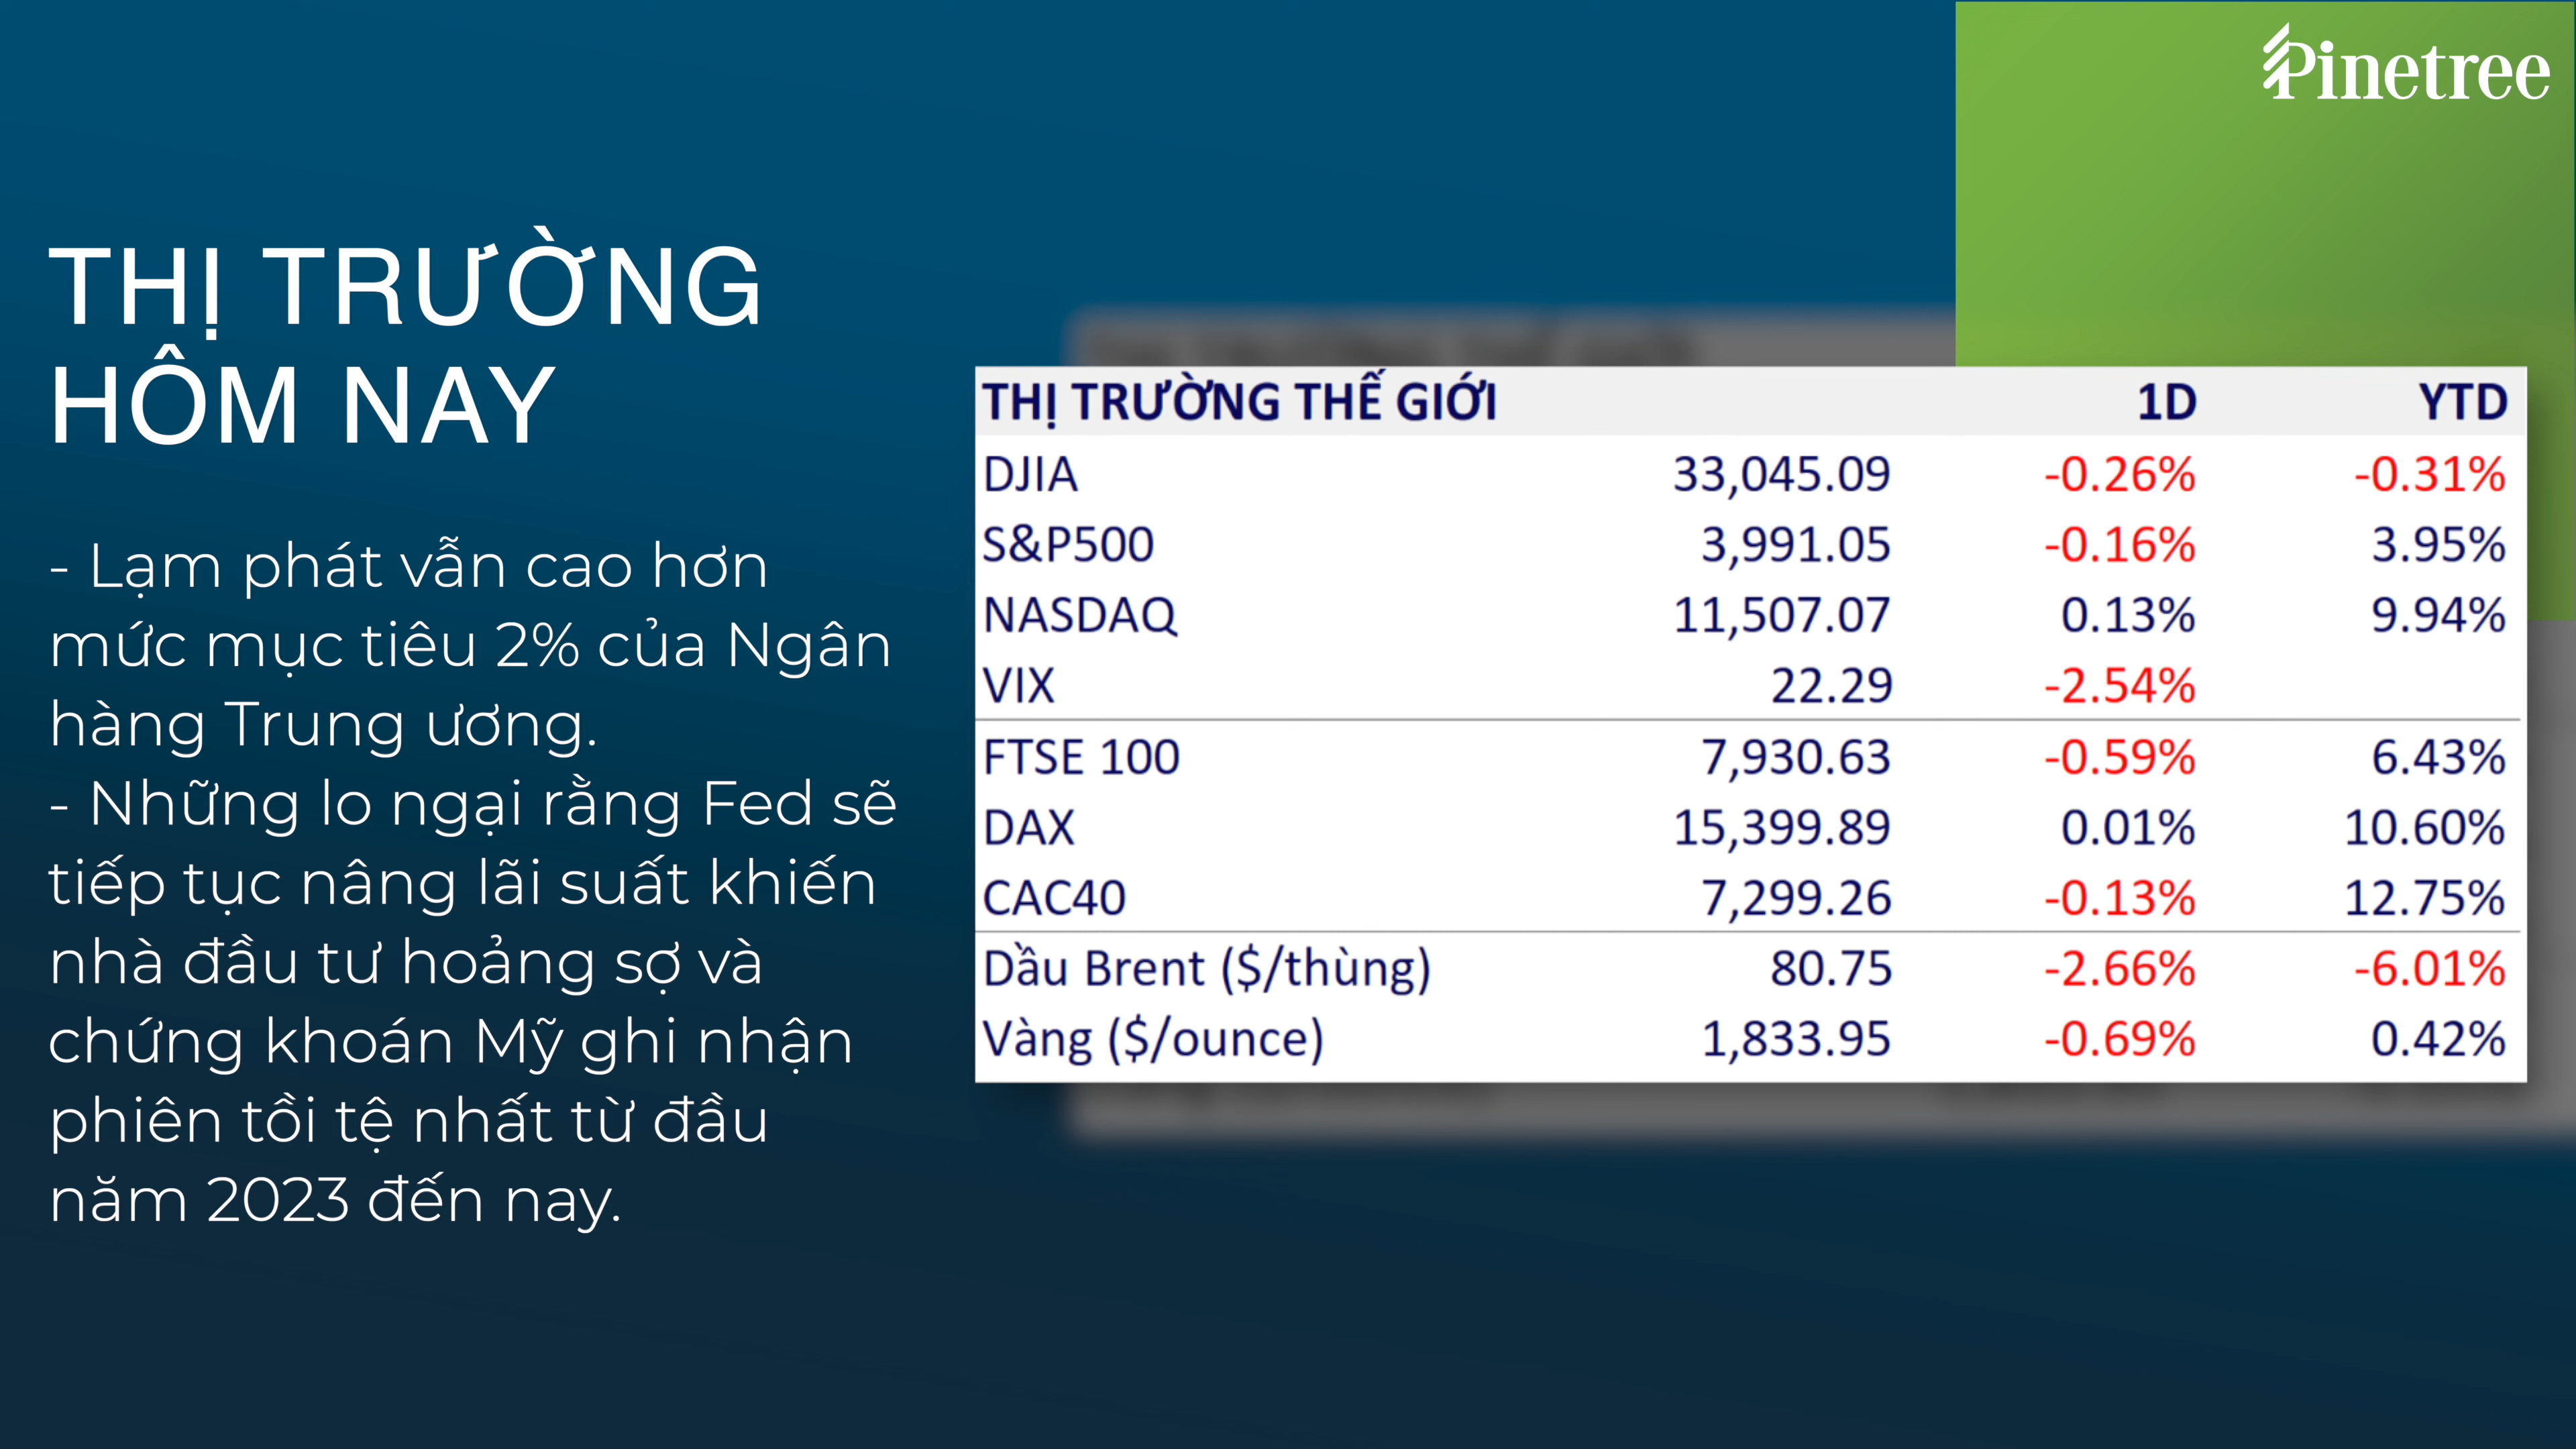 Pinetree
THỊ TRƯỜNG
HÔM NAY
- Lạm phát vẫn cao hơn
mức mục tiêu 2% của Ngân
hàng Trung ương.
- Những lo ngại rằng Fed sẽ
tiếp tục nâng lãi suất khiến
nhà đầu tư hoảng sợ và
chứng khoán Mỹ ghi nhận
phiên tồi tệ nhất từ đầu
năm 2023 đến nay.
THỊ TRƯỜNG THẾ GIỚI 1D YTD
DJIA 33,045.09 -0.26% -0.31%
S&P500 3,991.05 -0.16% 3.95%
NASDAQ 11,507.07 0.13% 9.94%
VIX 22.29 -2.54%
FTSE 100 7,930.63 -0.59% 6.43%
DAX 15,399.89 0.01% 10.60%
CAC40 7,299.26 -0.13% 12.75%
Dầu Brent ($/thùng) 80.75 -2.66% -6.01%
Vàng ($/ounce) 1,833.95 -0.69% 0.42%